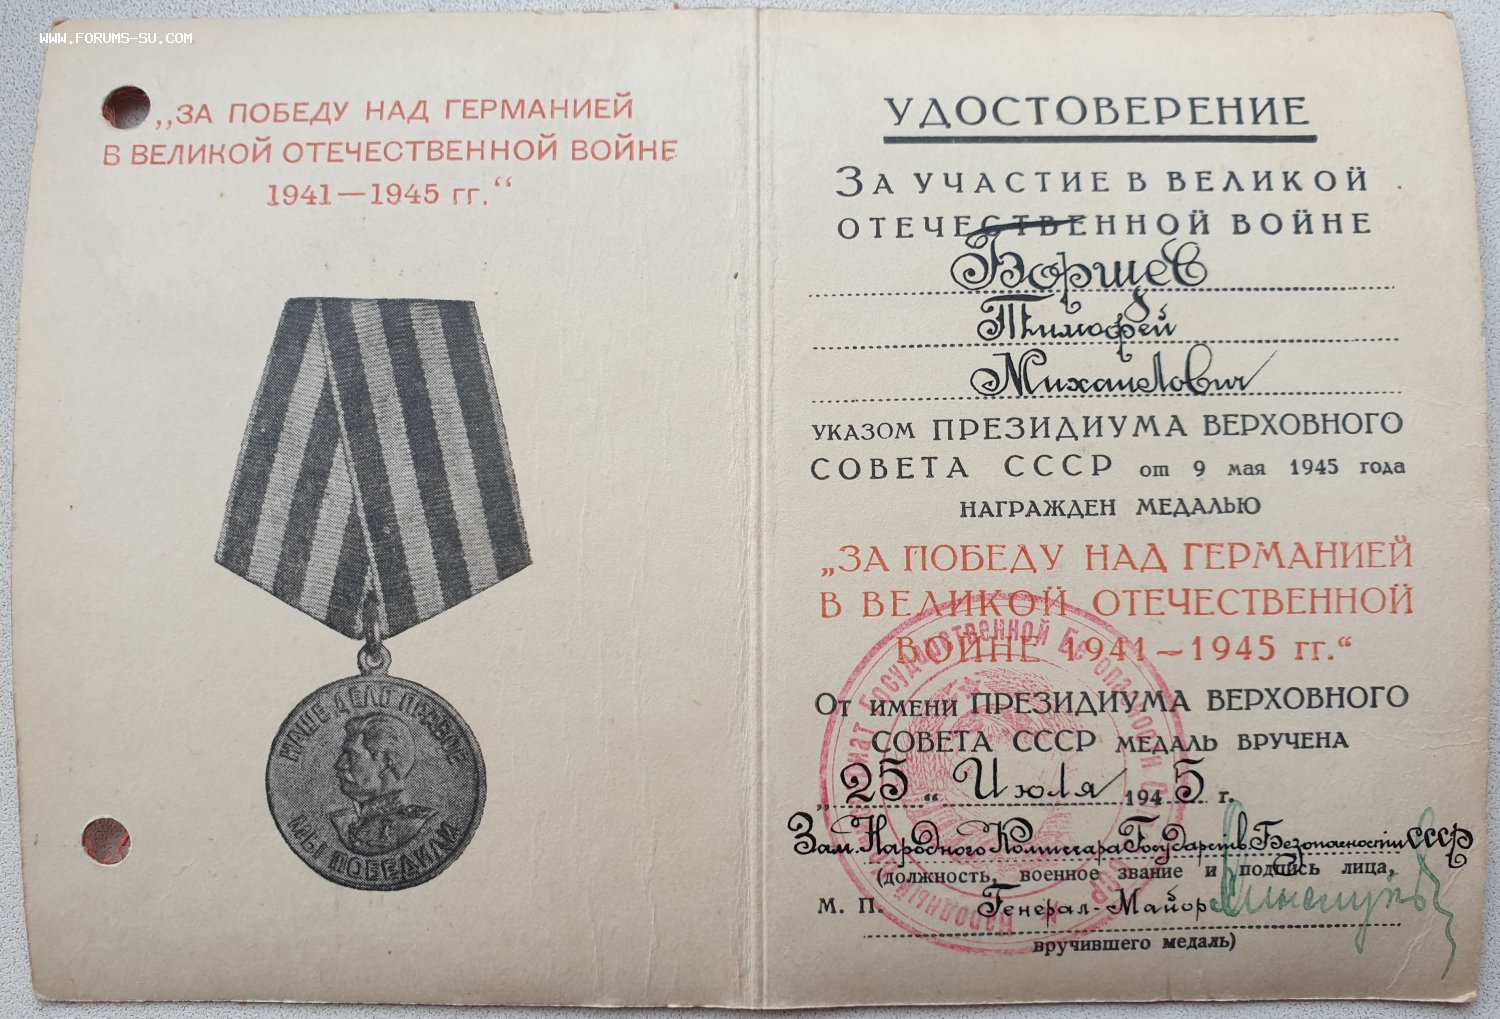 www.forums-su.com
„ЗА ПОБЕДУ НАД ГЕРМАНИЕЙ
В ВЕЛИКОЙ ОТЕЧЕСТВЕННОЙ ВОЙНЕ
1941—1945 гг.“
НАШЕ ДЕЛО ПРАВОЕ
МЫ ПОБЕДИЛИ
УДОСТОВЕРЕНИЕ
ЗА УЧАСТИЕ В ВЕЛИКОЙ
ОТЕЧЕСТВЕННОЙ ВОЙНЕ
Борщев
Тимофей
Михайлович
УКАЗОМ ПРЕЗИДИУМА ВЕРХОВНОГО
СОВЕТА СССР от 9 мая 1945 года
НАГРАЖДЕН МЕДАЛЬЮ
„ЗА ПОБЕДУ НАД ГЕРМАНИЕЙ
В ВЕЛИКОЙ ОТЕЧЕСТВЕННОЙ
ВОЙНЕ 1941—1945 гг.“
ОТ ИМЕНИ ПРЕЗИДИУМА ВЕРХОВНОГО
СОВЕТА СССР МЕДАЛЬ ВРУЧЕНА
„25“ Июля 1945 г.
Зам. Народного Комиссара Государств. Безопасности СССР
(должность, военное звание и подпись лица,
М. П. Генерал-Майор
вручившего медаль)
Народный Государственной